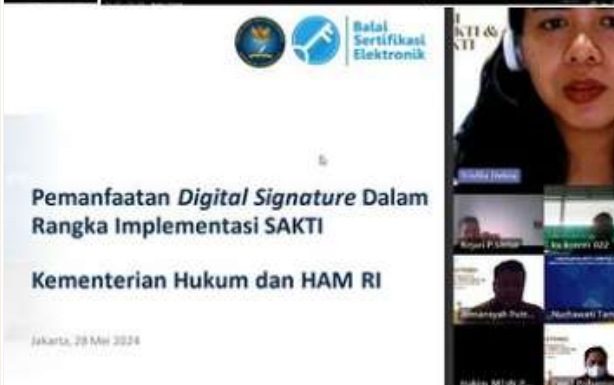 Balai
Sertifikasi
Elektronik
Pemanfaatan Digital Signature Dalam
Rangka Implementasi SAKTI
Kementerian Hukum dan HAM RI
Jakarta, 28 Mei 2024